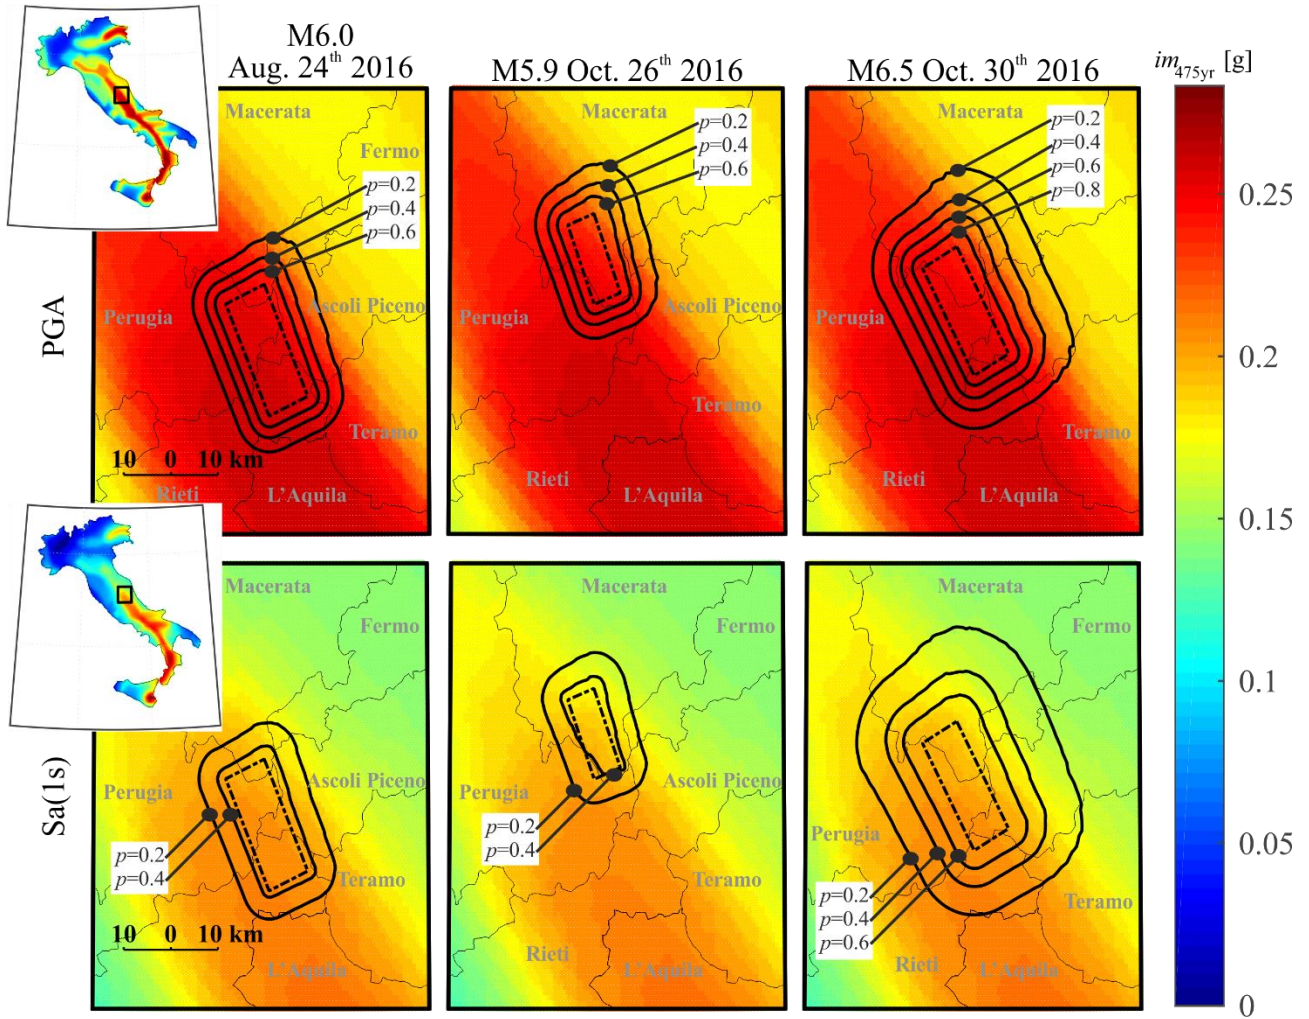 M6.0
Aug. 24th 2016
M5.9 Oct. 26th 2016
M6.5 Oct. 30th 2016
im475yr [g]
PGA
Macerata
Fermo
p=0.2
p=0.4
p=0.6
Ascoli Piceno
Perugia
Teramo
10 0 10 km
Rieti
L'Aquila
Macerata
p=0.2
p=0.4
p=0.6
Perugia
Ascoli Piceno
Teramo
Rieti
L'Aquila
Macerata
p=0.2
p=0.4
p=0.6
p=0.8
Perugia
Teramo
Rieti
L'Aquila
Sa(1s)
Macerata
Fermo
Perugia
Ascoli Piceno
p=0.2
p=0.4
Teramo
10 0 10 km
L'Aquila
Macerata
Fermo
Perugia
Ascoli Piceno
p=0.2
p=0.4
Teramo
Rieti
L'Aquila
Macerata
Fermo
Perugia
p=0.2
p=0.4
p=0.6
Teramo
Rieti
L'Aquila
0.25
0.2
0.15
0.1
0.05
0